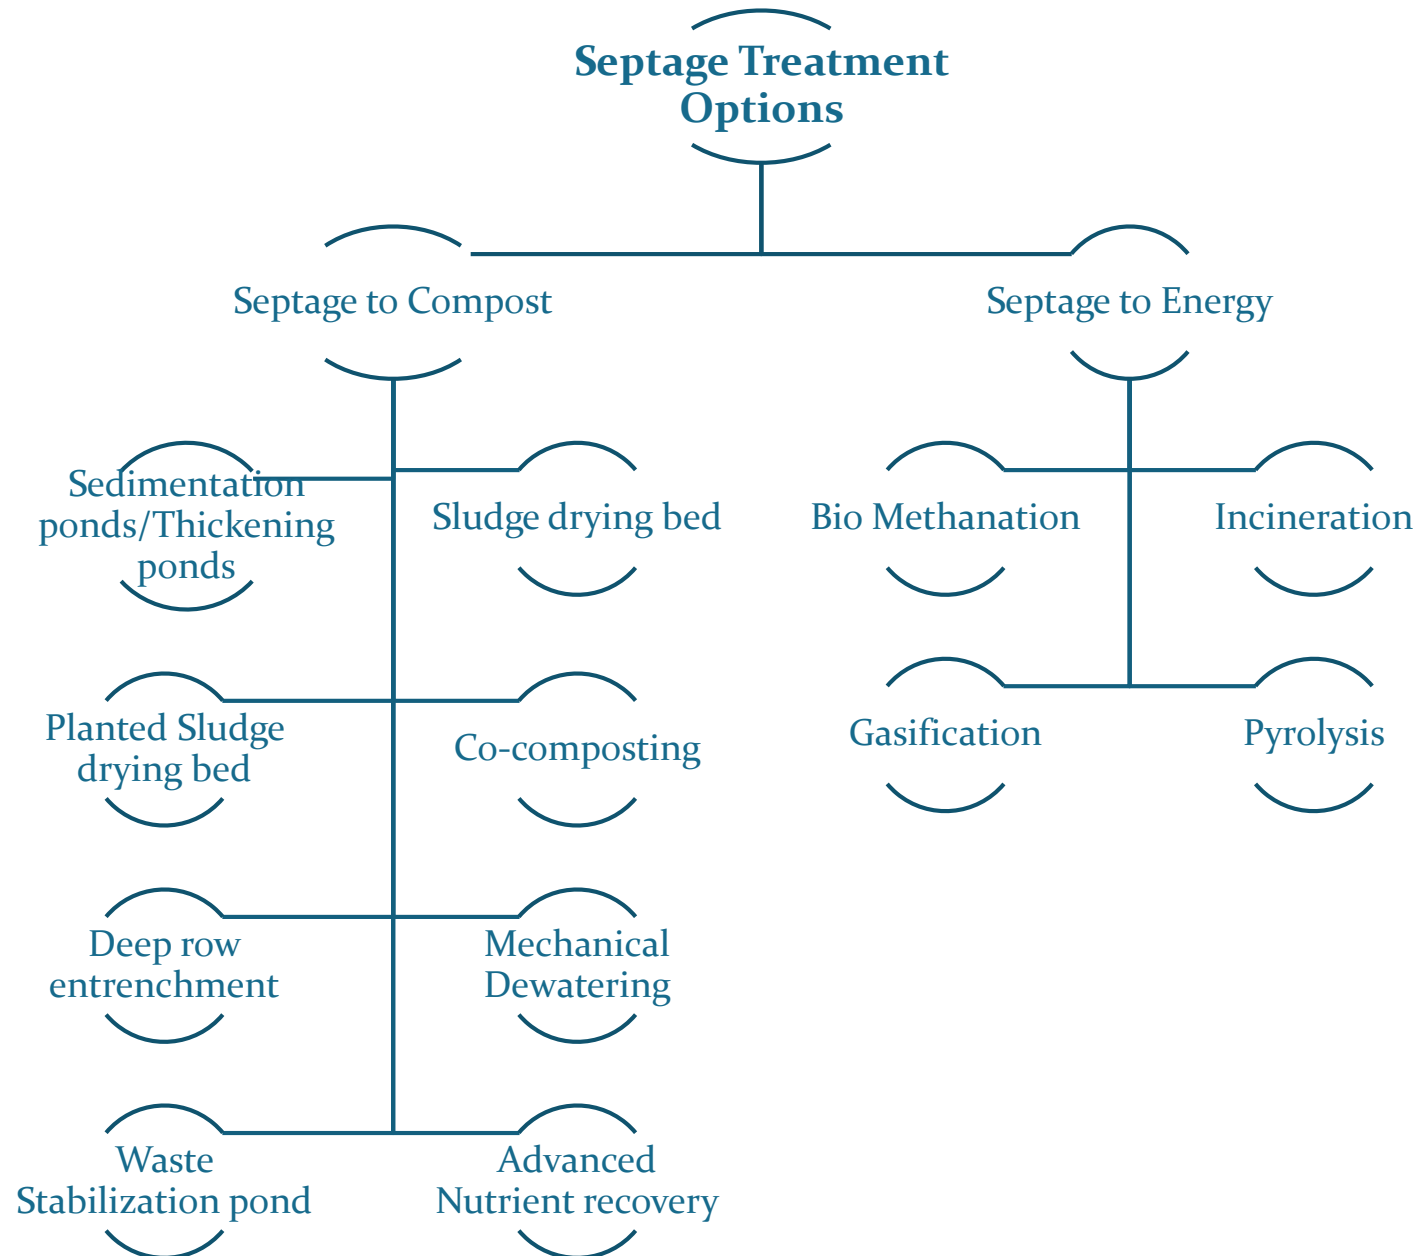 Septage Treatment
Options
Septage to Compost
Septage to Energy
Sedimentation
ponds/Thickening
ponds
Sludge drying bed
Bio Methanation
Incineration
Planted Sludge
drying bed
Co-composting
Gasification
Pyrolysis
Deep row
entrenchment
Mechanical
Dewatering
Waste
Stabilization pond
Advanced
Nutrient recovery